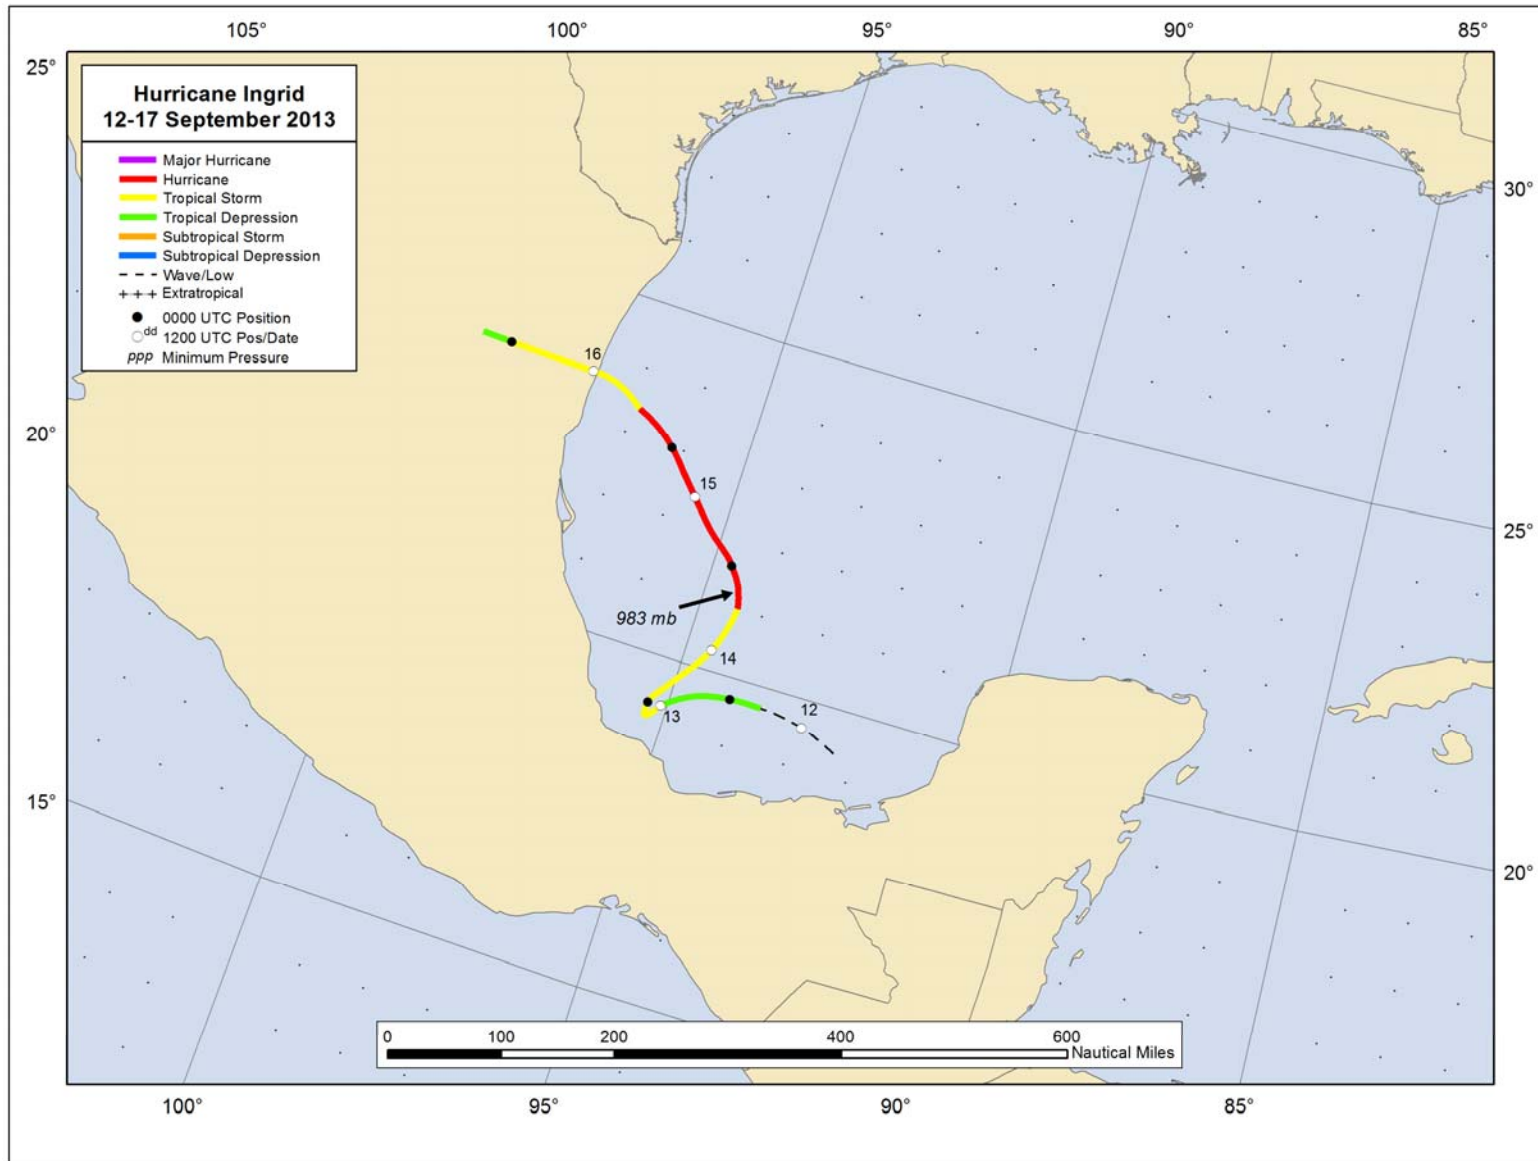 105°
100°
95°
90°
85°
25°
Hurricane Ingrid
12-17 September 2013
Major Hurricane
Hurricane
Tropical Storm
Tropical Depression
Subtropical Storm
Subtropical Depression
Wave/Low
Extratropical
0000 UTC Position
dd 1200 UTC Pos/Date
ppp Minimum Pressure
30°
16
20°
15
25°
983 mb
14
13
12
15°
20°
0 100 200 400 600
Nautical Miles
100°
95°
90°
85°